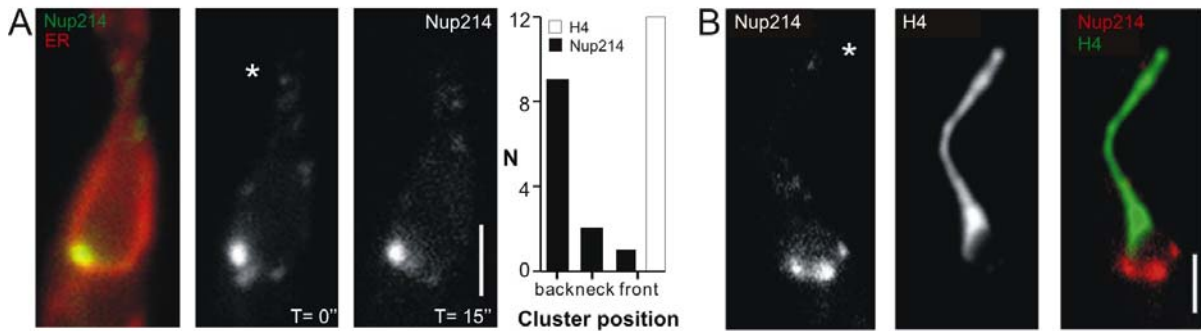 A
Nup214
ER
*
T= 0”
Nup214
T= 15”
12
8
4
0
N
H4
Nup214
back neck front
Cluster position
B
Nup214
*
H4
Nup214
H4